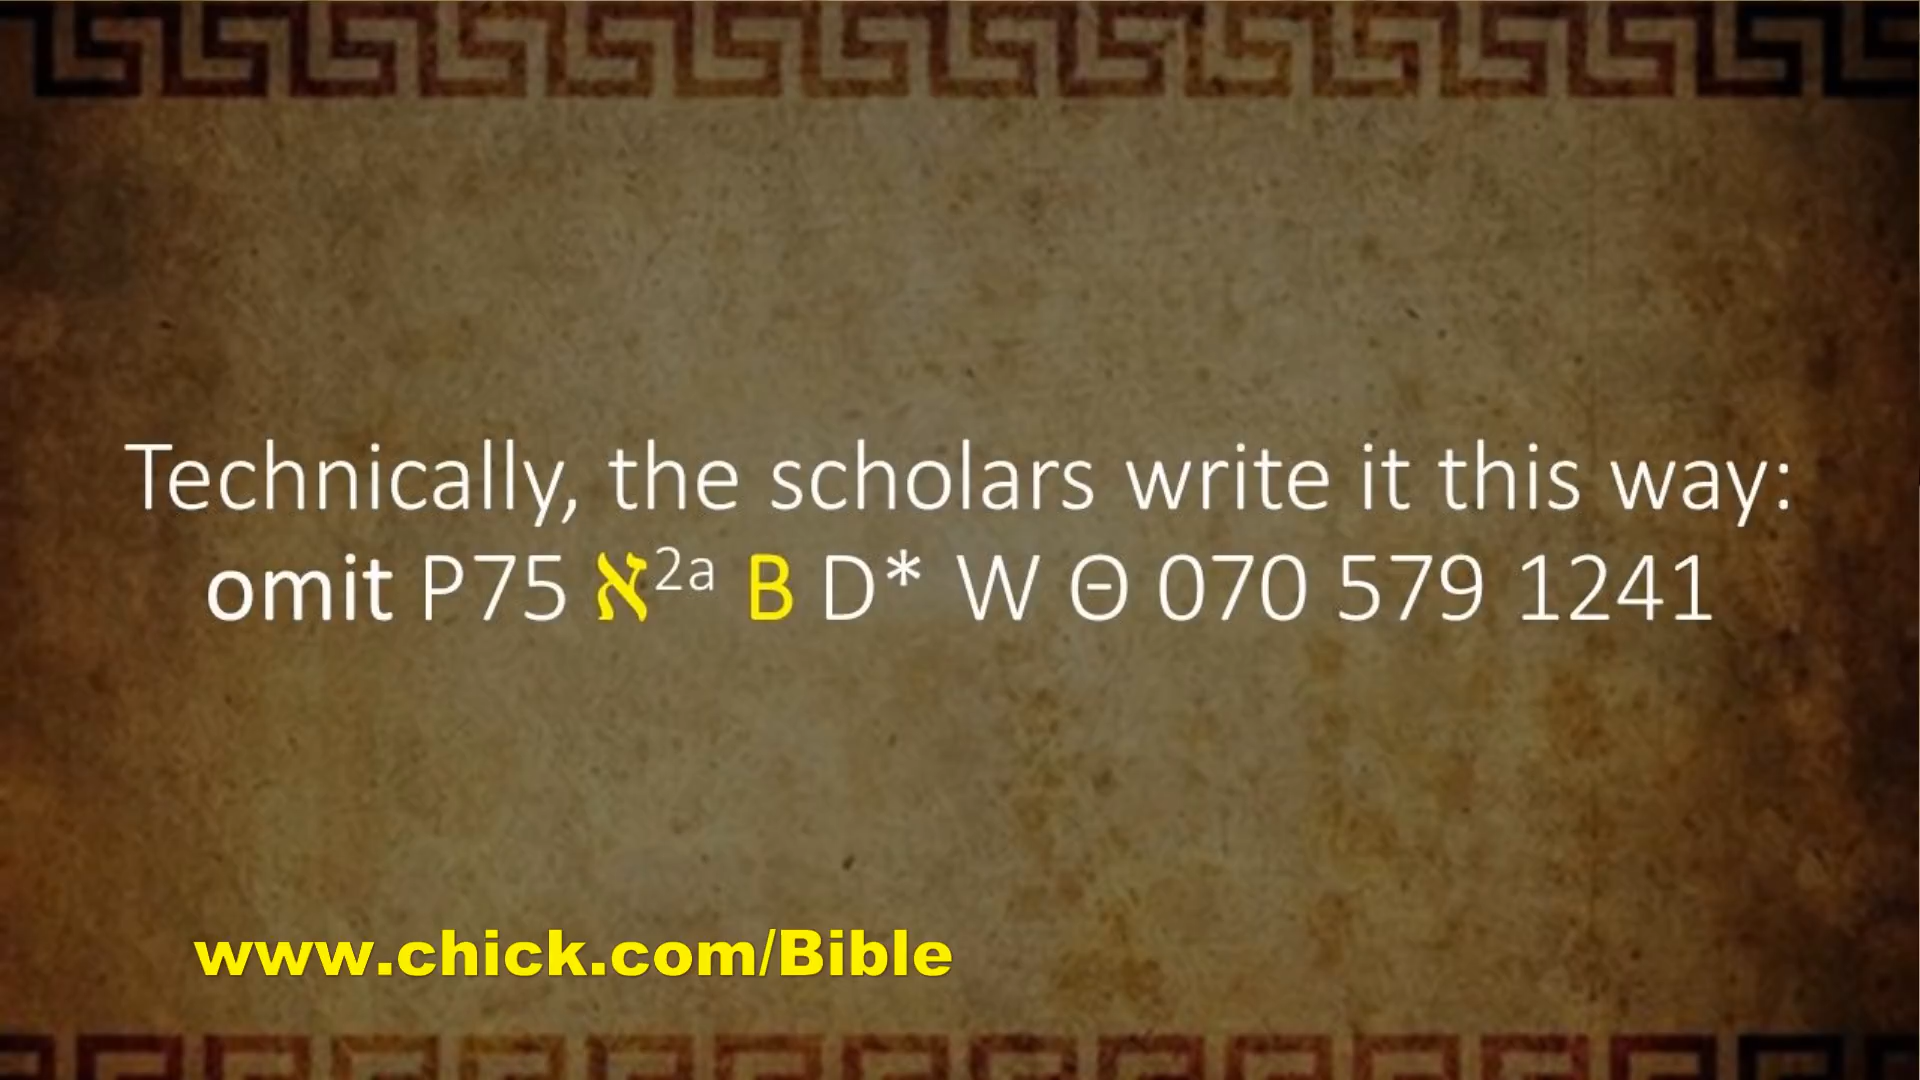 Technically, the scholars write it this way:
omit P75 א2a B D* W Θ 070 579 1241
www.chick.com/Bible